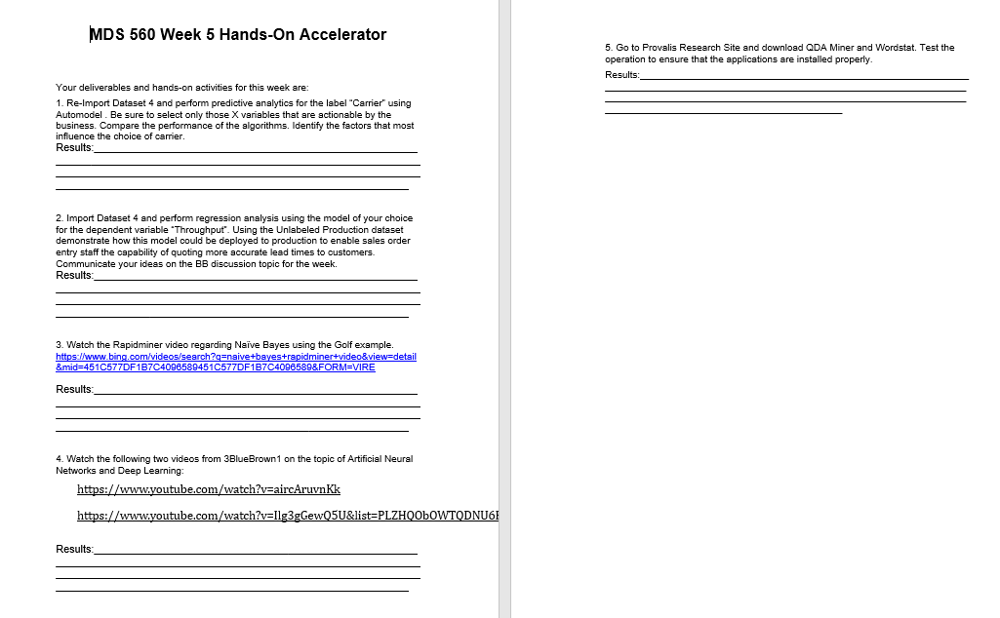 MDS 560 Week 5 Hands-On Accelerator
Your deliverables and hands-on activities for this week are:
1. Re-Import Dataset 4 and perform predictive analytics for the label “Carrier” using
Automodel . Be sure to select only those X variables that are actionable by the
business. Compare the performance of the algorithms. Identify the factors that most
influence the choice of carrier.
Results:
2. Import Dataset 4 and perform regression analysis using the model of your choice
for the dependent variable “Throughput”. Using the Unlabeled Production dataset
demonstrate how this model could be deployed to production to enable sales order
entry staff the capability of quoting more accurate lead times to customers.
Communicate your ideas on the BB discussion topic for the week.
Results:
3. Watch the Rapidminer video regarding Naïve Bayes using the Golf example.
https://www.bing.com/videos/search?q=naive+bayes+rapidminer+video&view=detail
&mid=451C577DF1B7C4096589451C577DF1B7C4096589&FORM=VIRE
Results:
4. Watch the following two videos from 3BlueBrown1 on the topic of Artificial Neural
Networks and Deep Learning:
https://www.youtube.com/watch?v=aircAruvnKk
https://www.youtube.com/watch?v=Ilg3gGewQ5U&list=PLZHQObOWTQDNU6
Results:
5. Go to Provalis Research Site and download QDA Miner and Wordstat. Test the
operation to ensure that the applications are installed properly.
Results: